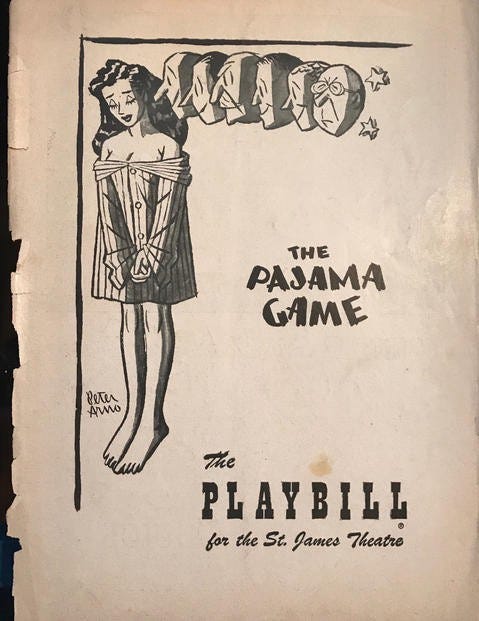 THE
PAJAMA
GAME
Peter
Arno
The
PLAYBILL
®
for the St. James Theatre